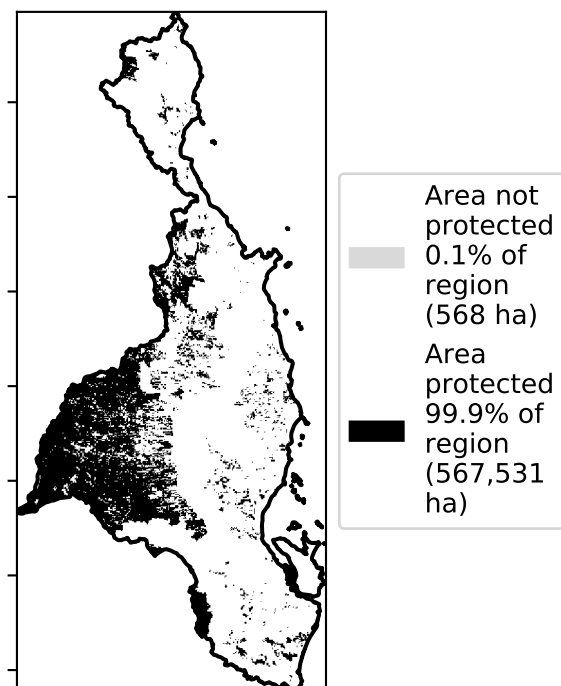 Area not
protected
0.1% of
region
(568 ha)
Area
protected
99.9% of
region
(567,531
ha)